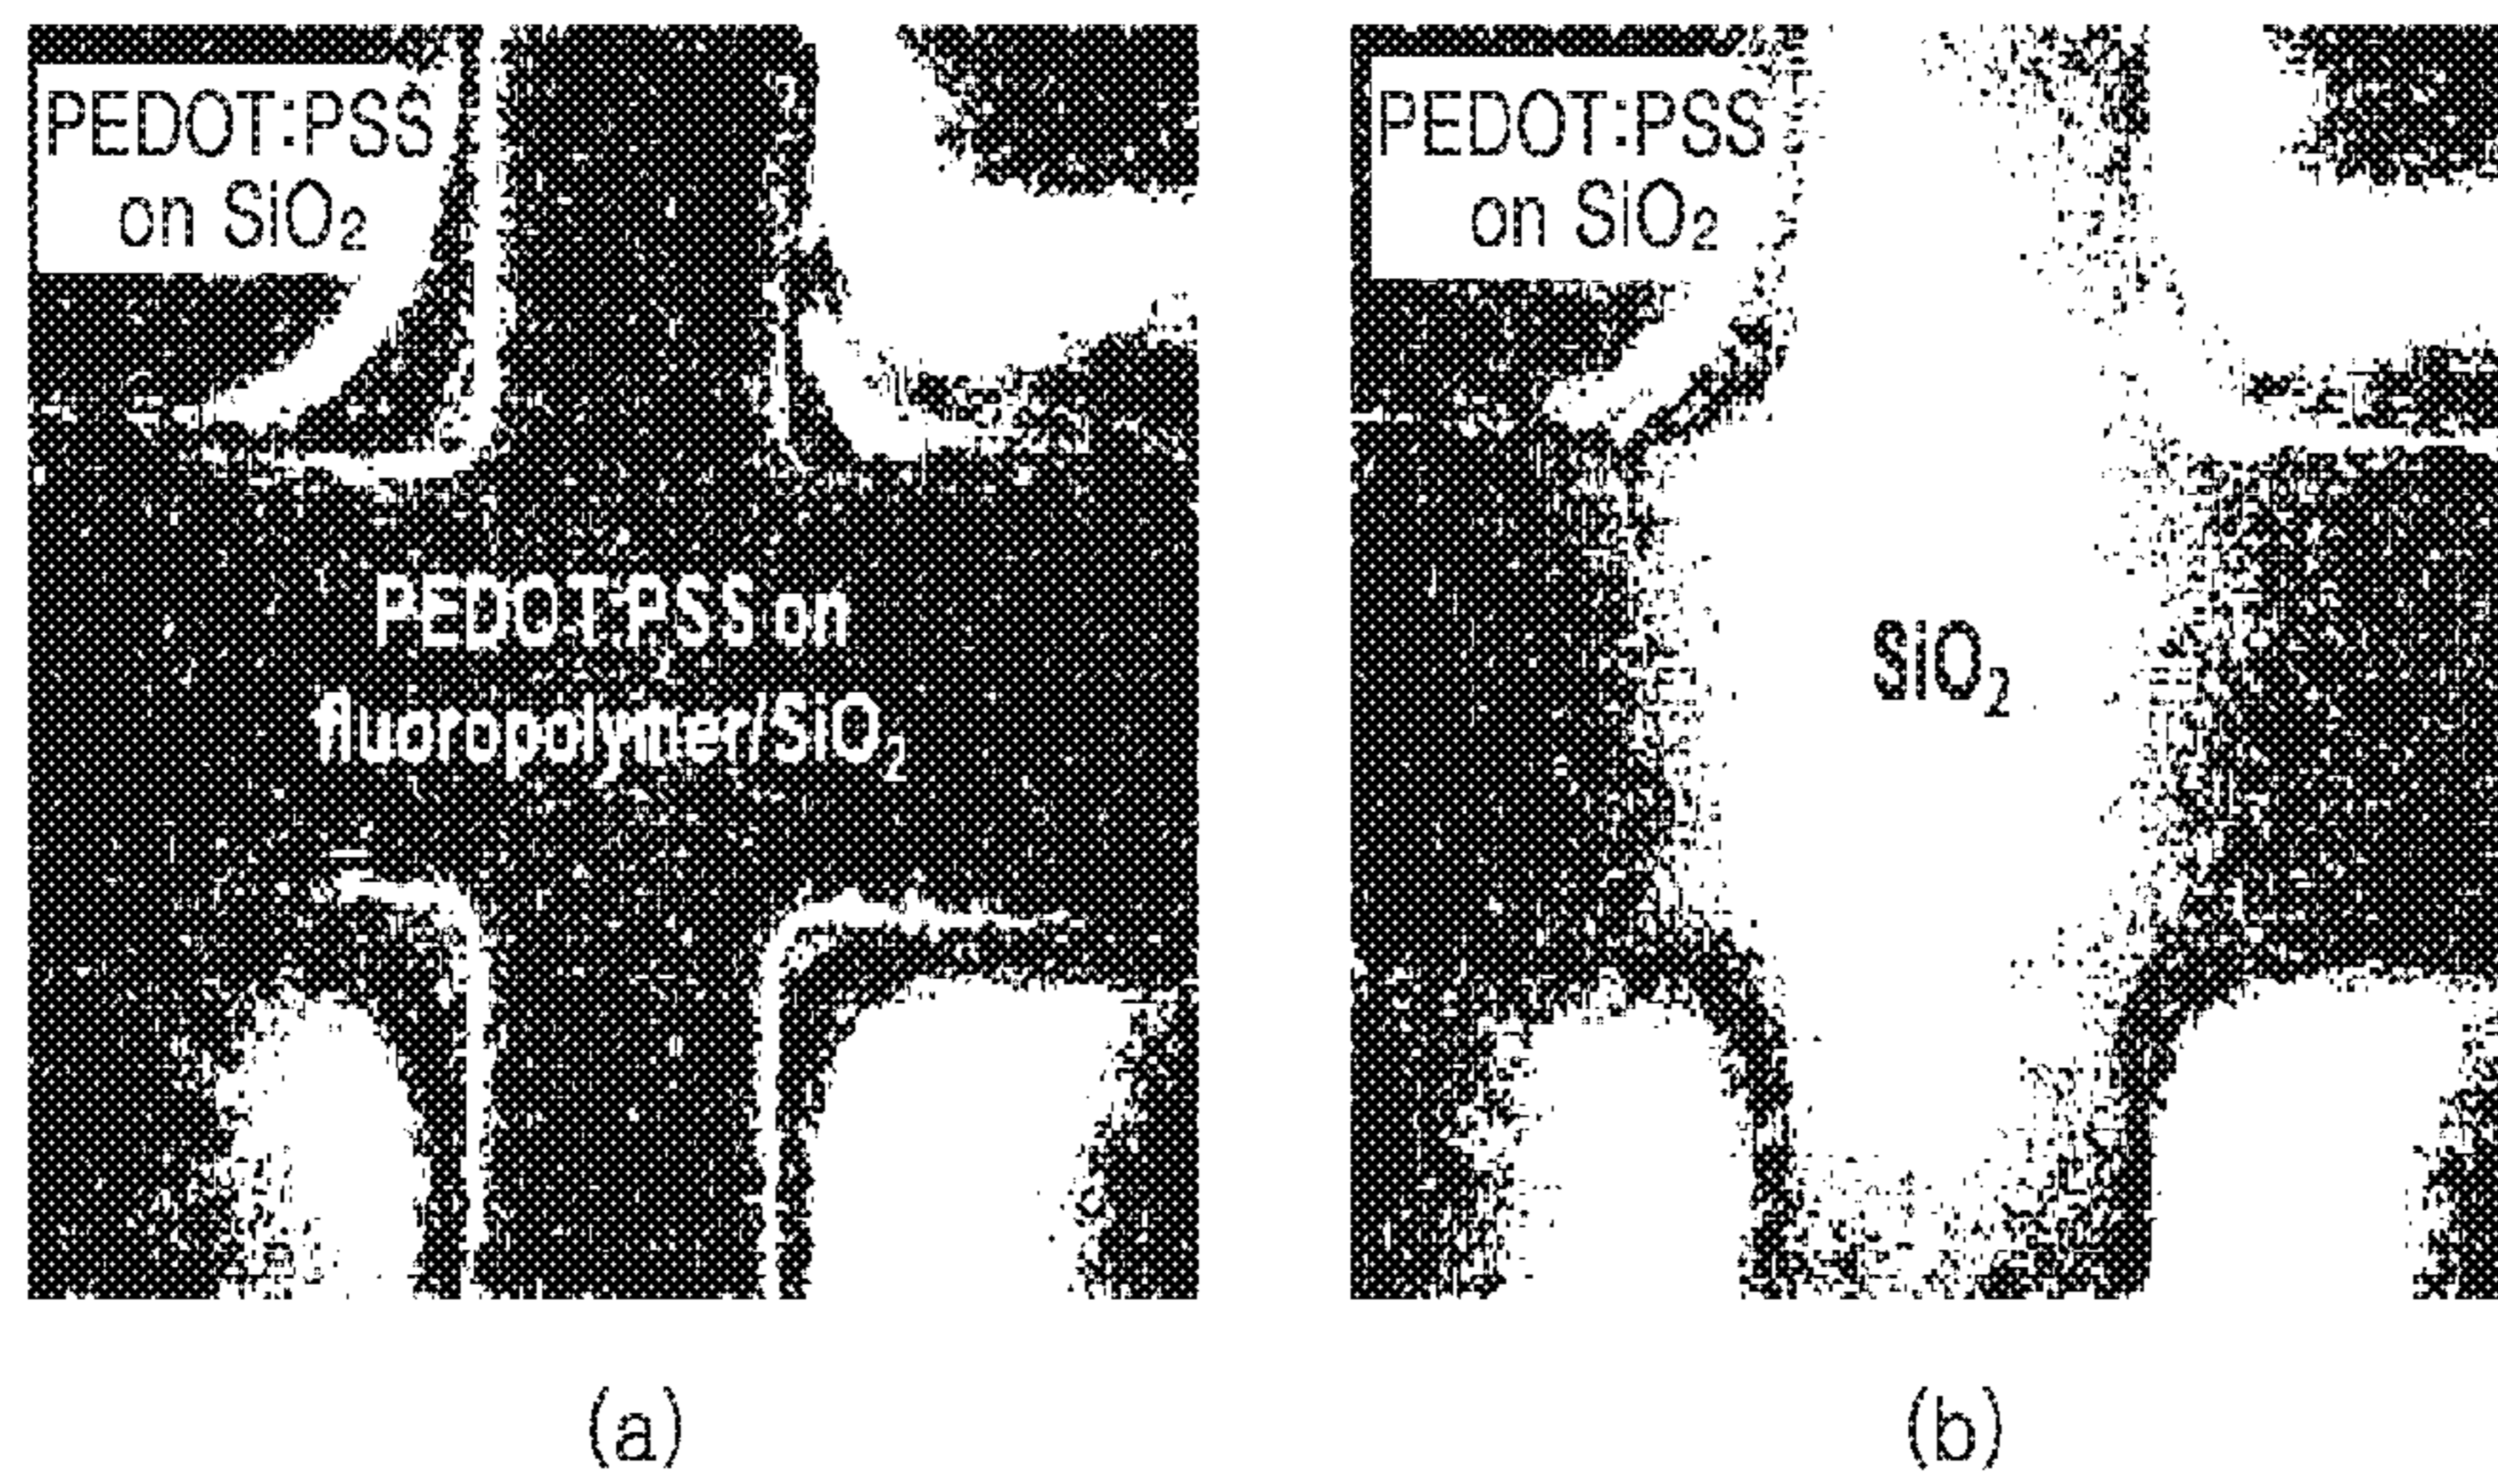 PEDOT:PSS
on SiO₂
PEDOT:PSS on
fluoropolymer/SiO₂
(a)
PEDOT:PSS
on SiO₂
SiO₂
(b)